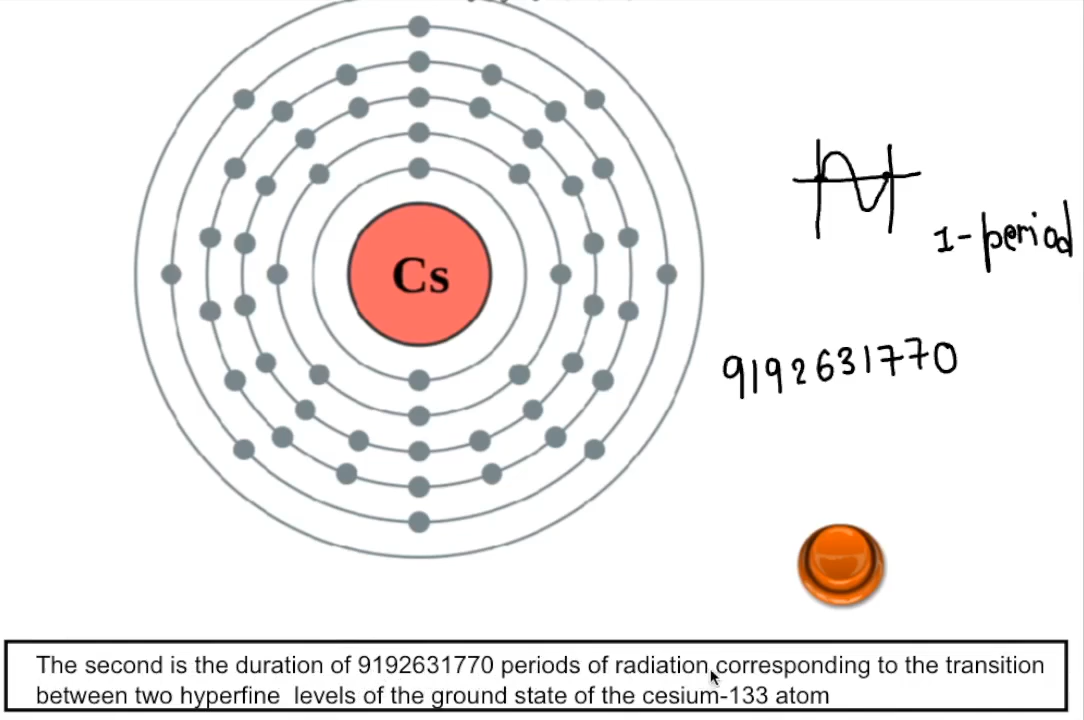 Cs
1-period
9192631770
The second is the duration of 9192631770 periods of radiation corresponding to the transition
between two hyperfine levels of the ground state of the cesium-133 atom